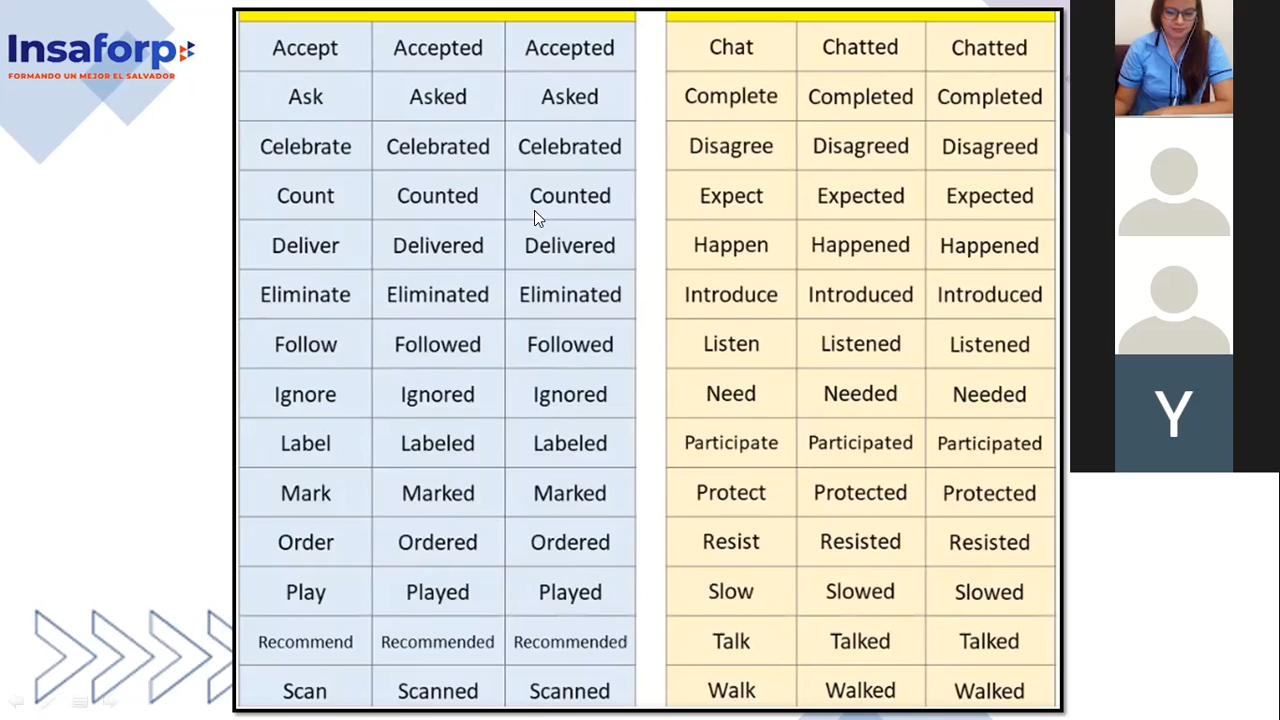 Insaforp
FORMANDO UN MEJOR EL SALVADOR
Accept Accepted Accepted
Ask Asked Asked
Celebrate Celebrated Celebrated
Count Counted Counted
Deliver Delivered Delivered
Eliminate Eliminated Eliminated
Follow Followed Followed
Ignore Ignored Ignored
Label Labeled Labeled
Mark Marked Marked
Order Ordered Ordered
Play Played Played
Recommend Recommended Recommended
Scan Scanned Scanned
Chat Chatted Chatted
Complete Completed Completed
Disagree Disagreed Disagreed
Expect Expected Expected
Happen Happened Happened
Introduce Introduced Introduced
Listen Listened Listened
Need Needed Needed
Participate Participated Participated
Protect Protected Protected
Resist Resisted Resisted
Slow Slowed Slowed
Talk Talked Talked
Walk Walked Walked
Y